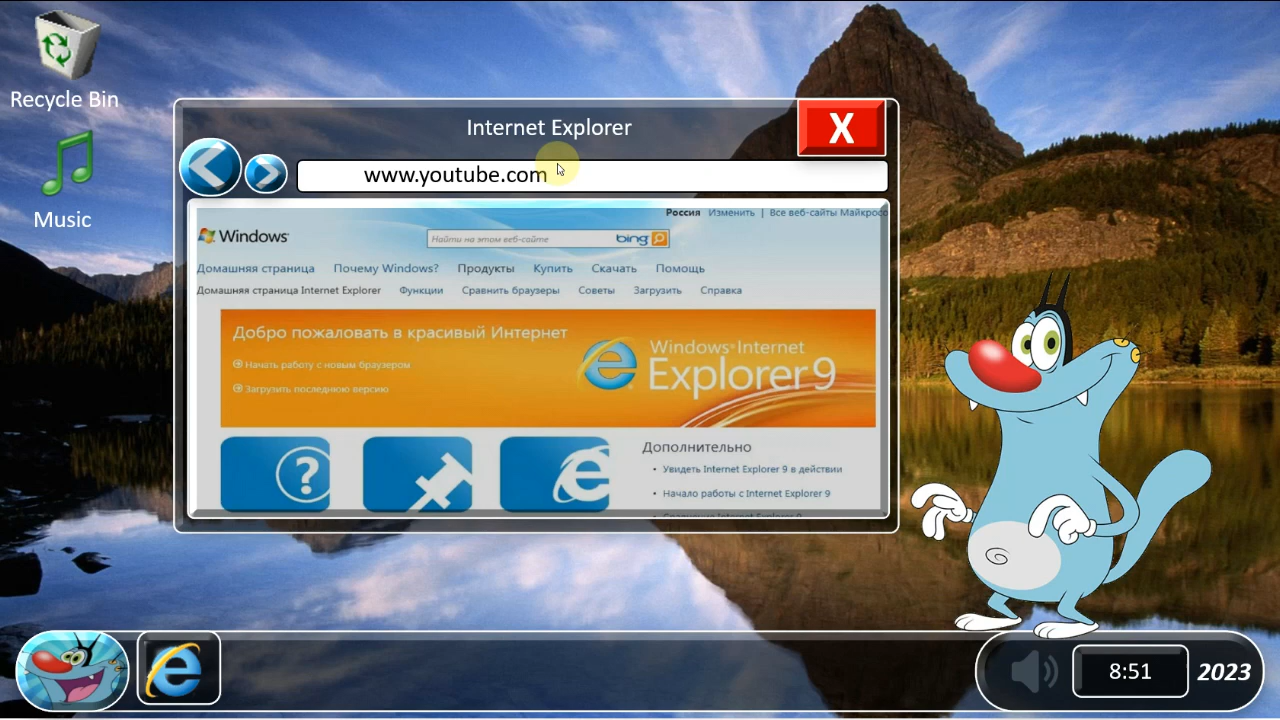 Recycle Bin
Music
Internet Explorer
X
www.youtube.com
Россия Изменить | Все веб-сайты Майкросо
Windows
Найти на этом веб-сайте bing
Домашняя страница Почему Windows? Продукты Купить Скачать Помощь
Домашняя страница Internet Explorer Функции Сравнить браузеры Советы Загрузить Справка
Добро пожаловать в красивый Интернет
Начать работу с новым браузером
Загрузить последнюю версию
Windows Internet
Explorer 9
?
Дополнительно
• Увидеть Internet Explorer 9 в действии
• Начало работы с Internet Explorer 9
8:51
2023